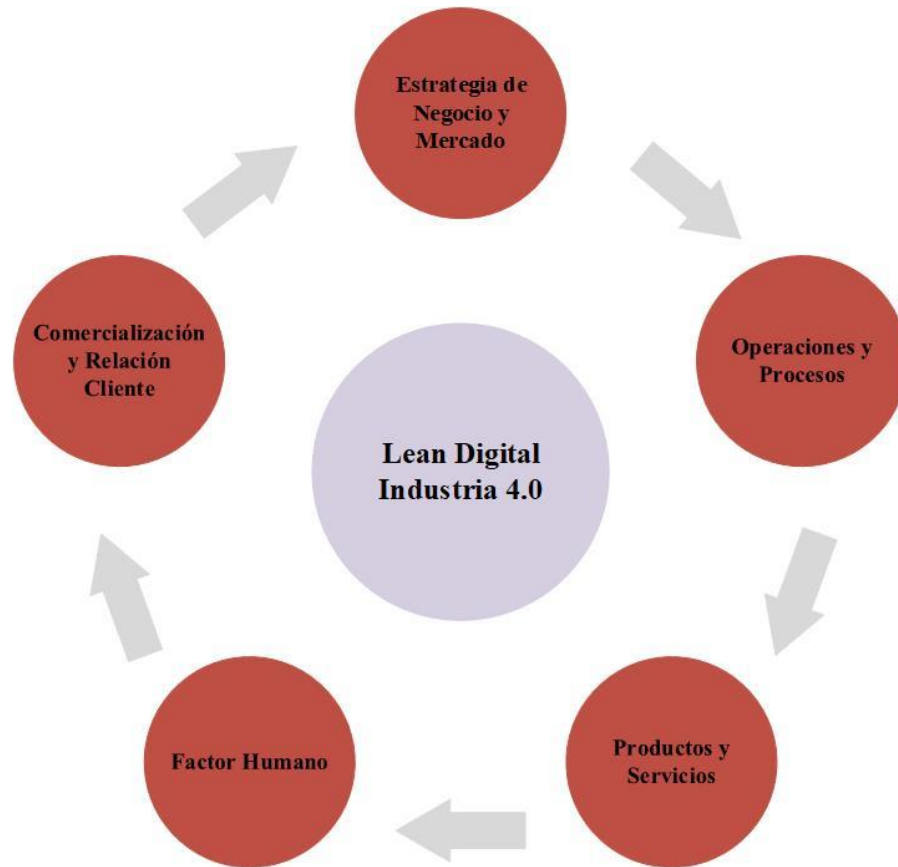 Estrategia de
Negocio y
Mercado
Operaciones y
Procesos
Productos y
Servicios
Factor Humano
Comercialización
y Relación
Cliente
Lean Digital
Industria 4.0